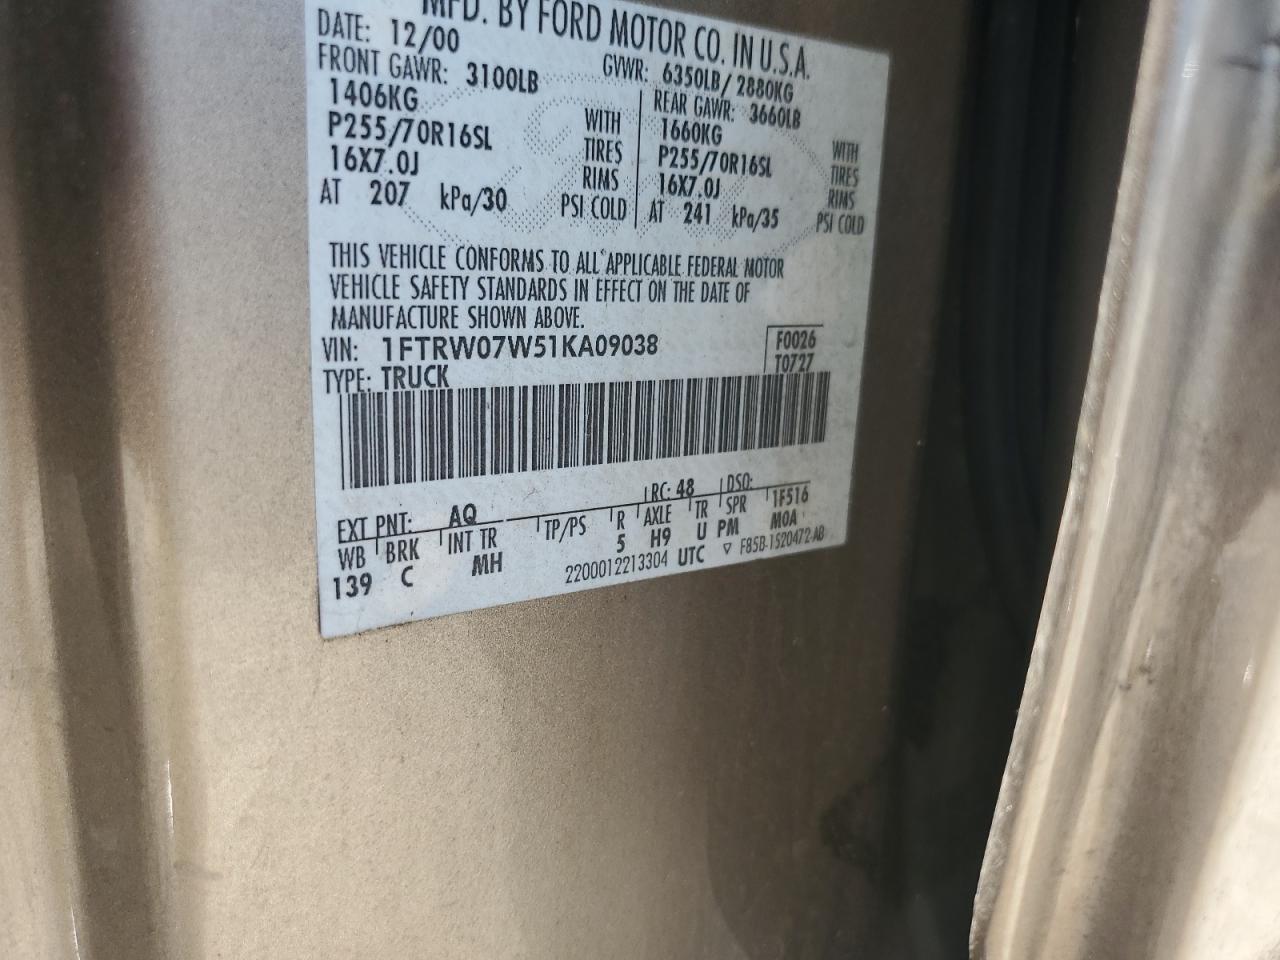 MFD. BY FORD MOTOR CO. IN U.S.A.
DATE: 12/00 GVWR: 6350LB/ 2880KG
FRONT GAWR: 3100LB REAR GAWR: 3660LB
1406KG WITH 1660KG WITH
P255/70R16SL TIRES P255/70R16SL TIRES
16X7.0J RIMS 16X7.0J RIMS
AT 207 kPa/30 PSI COLD AT 241 kPa/35 PSI COLD
THIS VEHICLE CONFORMS TO ALL APPLICABLE FEDERAL MOTOR
VEHICLE SAFETY STANDARDS IN EFFECT ON THE DATE OF
MANUFACTURE SHOWN ABOVE.
VIN: 1FTRW07W51KA09038 F0026
TYPE: TRUCK T0727
EXT PNT: AQ RC: 48 DSO:
WB BRK INT TR TP/PS R AXLE TR SPR 1F516
139 C MH 5 H9 U PM MOA
2200012213304 UTC ▽ F85B-1520472-AB